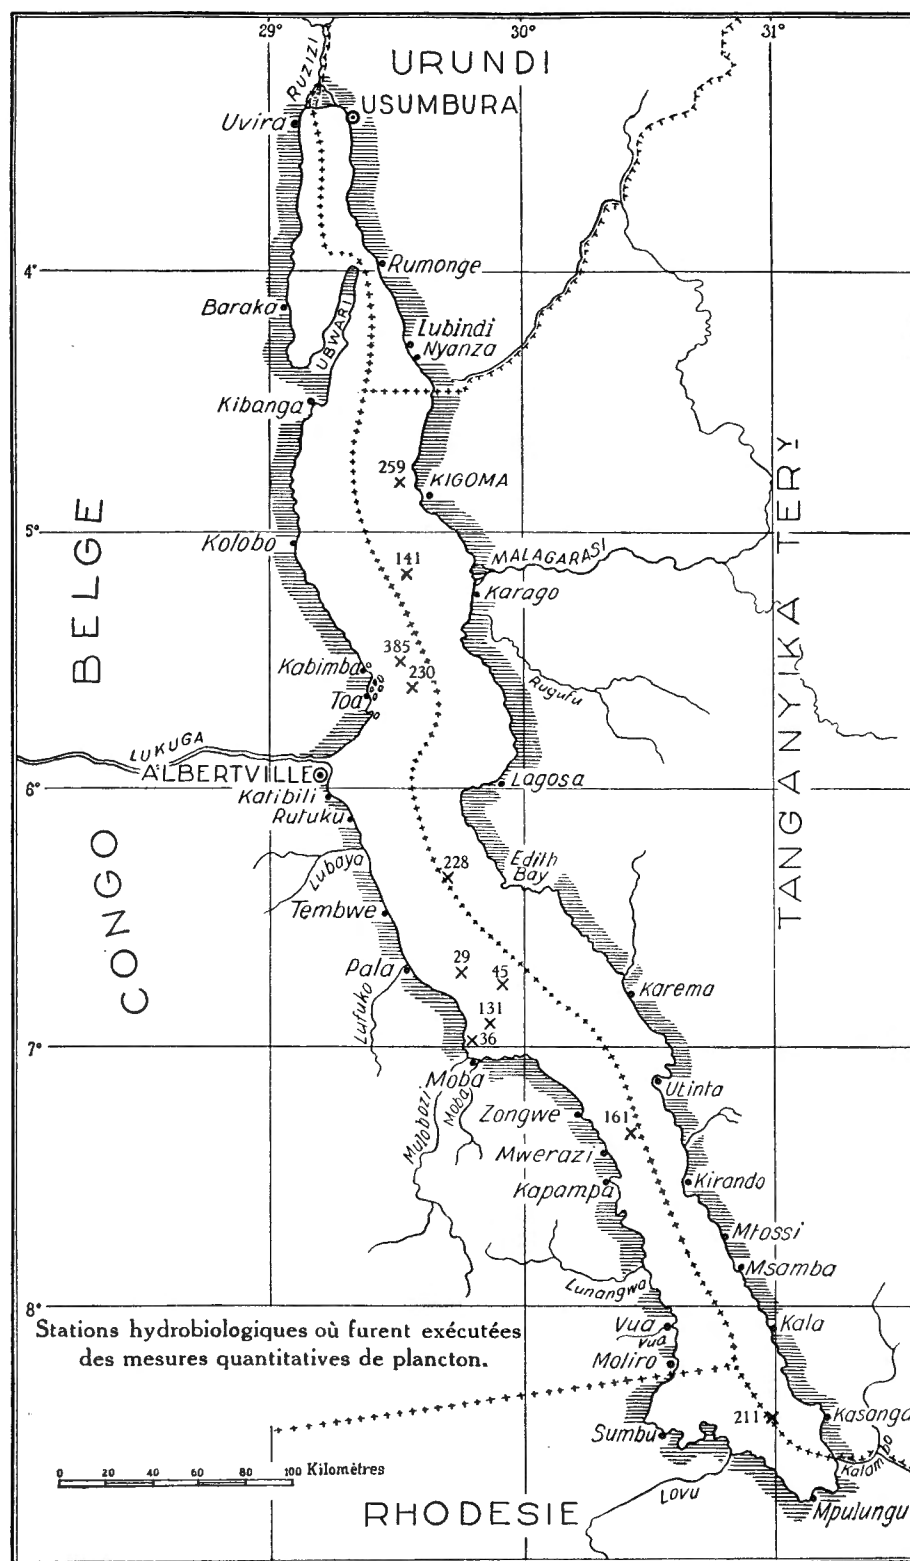 29°
30°
31°
RUZIZI
URUNDI
USUMBURA
Uvira
4°
Rumonge
Baraka
UBWARI
Lubindi
Nyanza
Kibanga
259
KIGOMA
BELGE
5°
Kolobo
141
MALAGARASI
Karago
TANGANYIKA TERY
385
230
Kabimba
Toa
Rugufu
LUKUGA
ALBERTVILLE
6°
Lagosa
Katibili
Rutuku
Lubaya
228
Edith
Bay
CONGO
Tembwe
29
45
Pala
Lufuko
Karema
131
36
7°
Moba
Utinta
Mulobozi
Moba
Zongwe
161
Mwerazi
Kapampa
Kirando
Mtossi
Msamba
Lunangwa
8°
Stations hydrobiologiques où furent exécutées
des mesures quantitatives de plancton.
Vua
Vua
Kala
Moliro
211
Kasanga
Sumbu
Kalambo
0 20 40 60 80 100 Kilomètres
Lovu
Mpulungu
RHODESIE